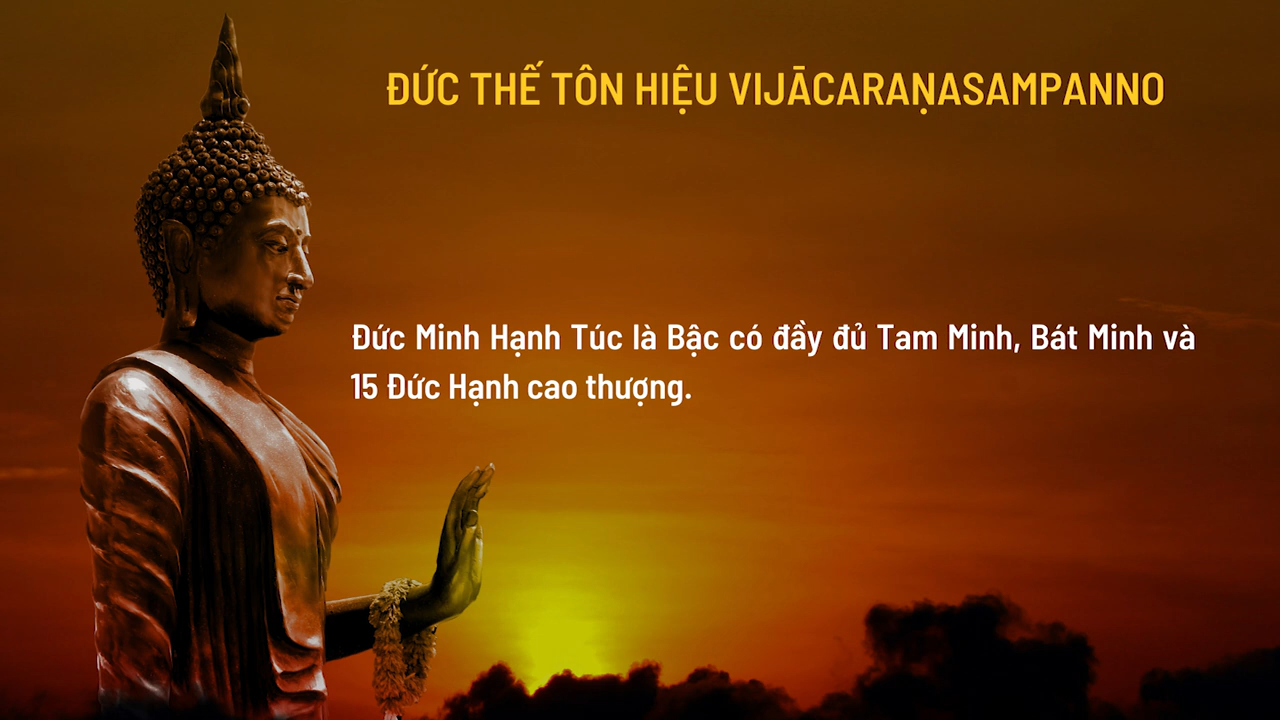 ĐỨC THẾ TÔN HIỆU VIJĀCARAṆASAMPANNO
Đức Minh Hạnh Túc là Bậc có đầy đủ Tam Minh, Bát Minh và
15 Đức Hạnh cao thượng.